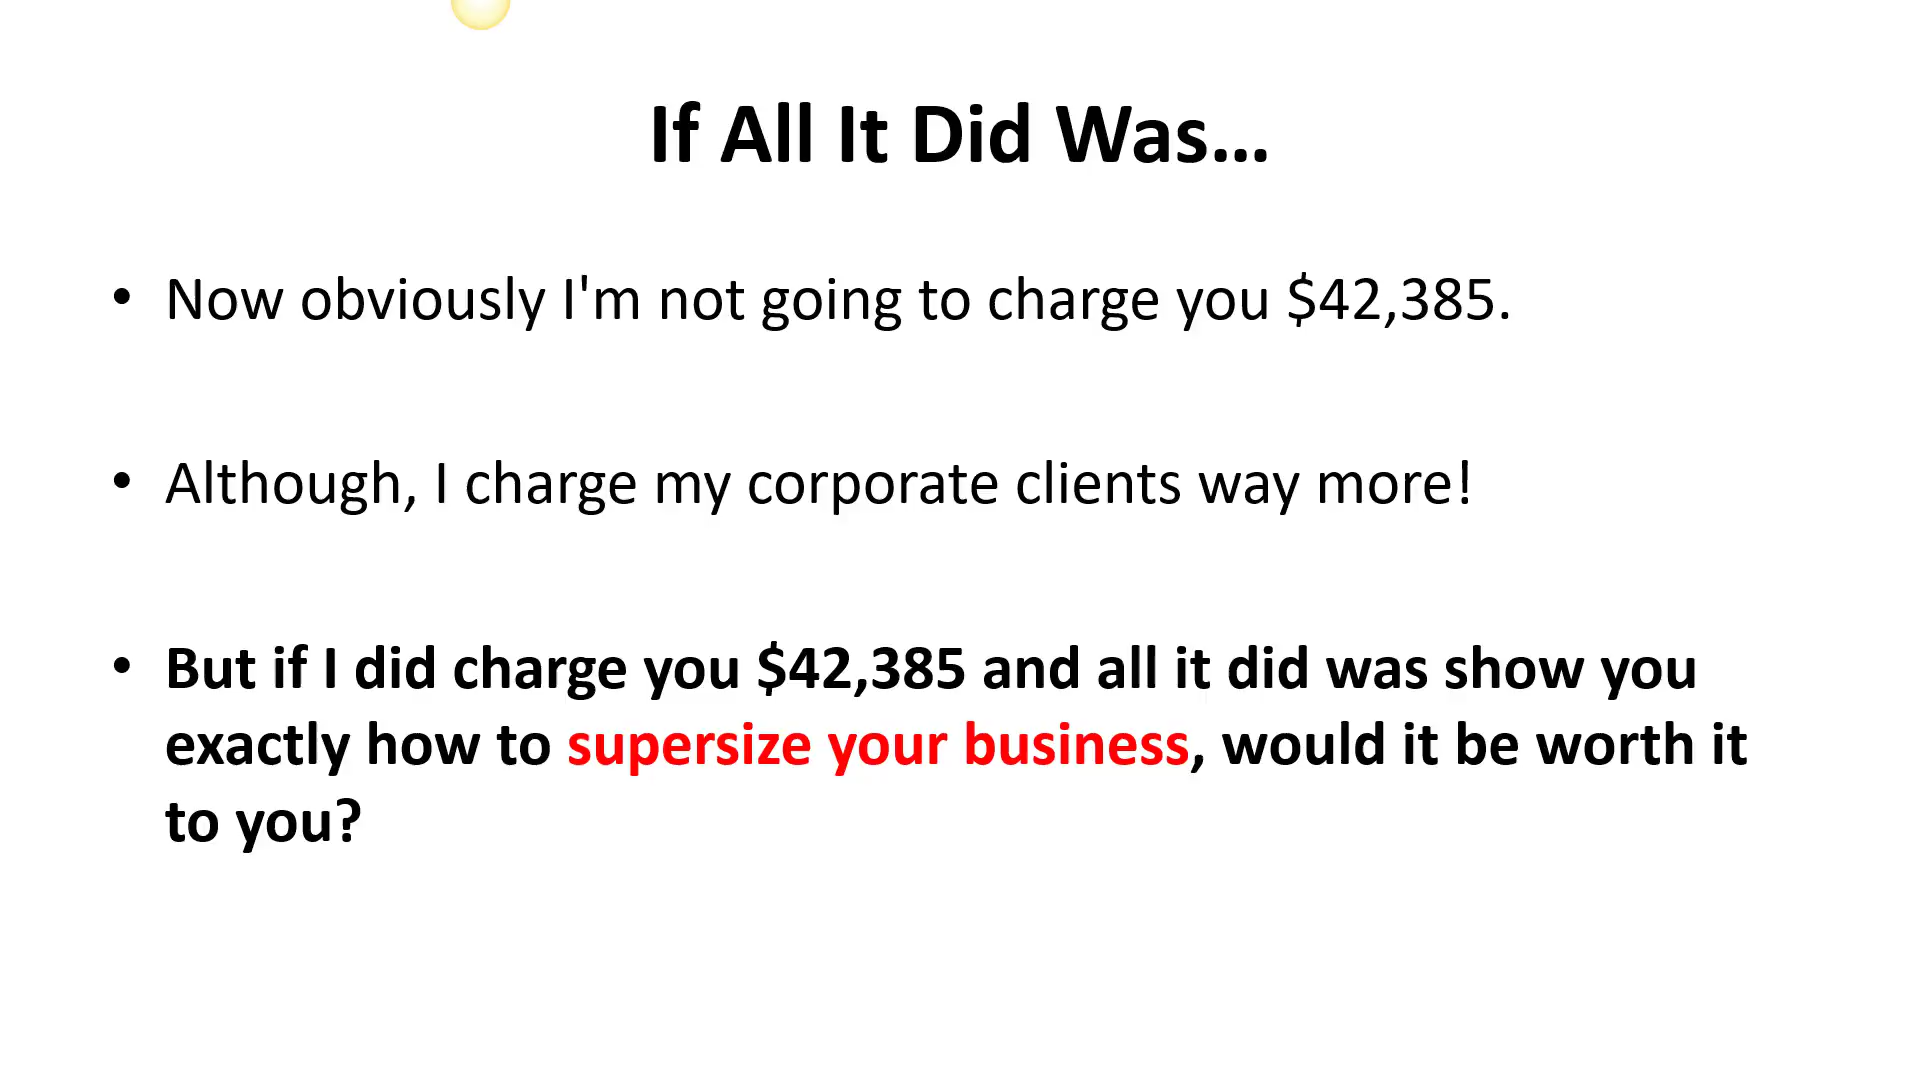 If All It Did Was...
• Now obviously I'm not going to charge you $42,385.
• Although, I charge my corporate clients way more!
• But if I did charge you $42,385 and all it did was show you
exactly how to supersize your business, would it be worth it
to you?